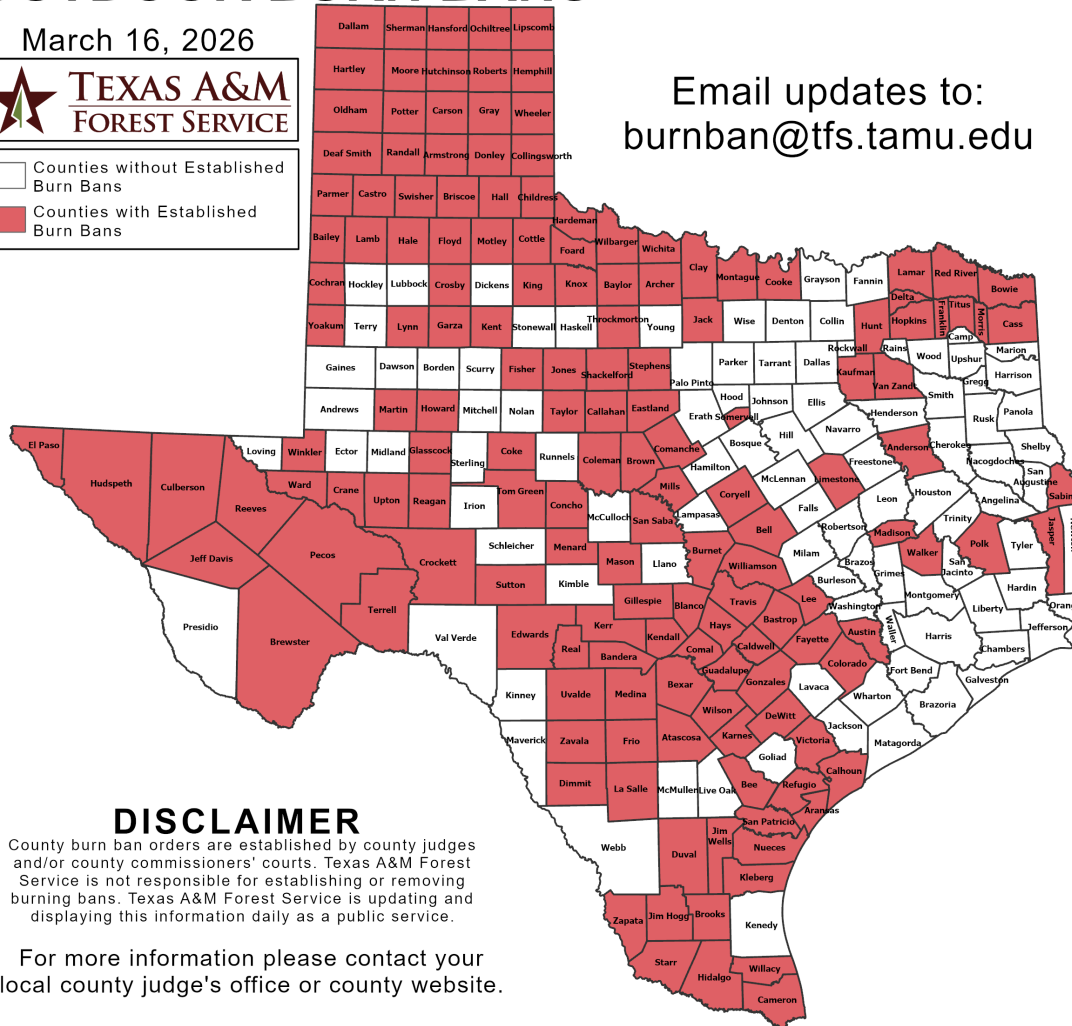 March 16, 2026
TEXAS A&M
FOREST SERVICE
Counties without Established
Burn Bans
Counties with Established
Burn Bans
Email updates to:
burnban@tfs.tamu.edu
Dallam Sherman Hansford Ochiltree Lipscomb
Hartley Moore Hutchinson Roberts Hemphill
Oldham Potter Carson Gray Wheeler
Deaf Smith Randall Armstrong Donley Collingsworth
Parmer Castro Swisher Briscoe Hall Childress
Hardeman
Bailey Lamb Hale Floyd Motley Cottle Foard Wilbarger Wichita
Clay Montague Cooke Grayson Fannin Lamar Red River Bowie
Cochran Hockley Lubbock Crosby Dickens King Knox Baylor Archer
Delta Titus Franklin Morris
Yoakum Terry Lynn Garza Kent Stonewall Haskell Throckmorton Young Jack Wise Denton Collin Hunt Hopkins Cass
Camp
Rockwall Rains Wood Upshur Marion
Gaines Dawson Borden Scurry Fisher Jones Shackelford Stephens Palo Pinto Parker Tarrant Dallas Kaufman Van Zandt Gregg Harrison
Andrews Martin Howard Mitchell Nolan Taylor Callahan Eastland Erath Hood Somervell Johnson Ellis Henderson Smith Rusk Panola
El Paso Hudspeth Culberson Loving Winkler Ector Midland Glasscock Sterling Coke Runnels Coleman Brown Comanche Hamilton Bosque Hill Navarro Freestone Anderson Cherokee Nacogdoches Shelby
San
Augustine
Reeves Ward Crane Upton Reagan Irion Tom Green Concho McCulloch San Saba Mills Lampasas Coryell McLennan Limestone Falls Leon Houston Angelina Trinity
Jeff Davis Pecos Crockett Schleicher Menard Mason Llano Burnet Bell Milam Robertson Madison Walker Polk Tyler Jasper
San
Jacinto
Presidio Brewster Terrell Val Verde Sutton Kimble Gillespie Blanco Williamson Travis Lee Burleson Brazos Grimes Montgomery Liberty Hardin
Edwards Kerr Real Bandera Kendall Comal Hays Caldwell Bastrop Fayette Washington Austin Waller Harris Chambers Jefferson
Kinney Uvalde Medina Bexar Guadalupe Gonzales Lavaca Colorado Wharton Fort Bend Brazoria Galveston
Maverick Zavala Frio Atascosa Wilson Karnes DeWitt Victoria Jackson Matagorda
Dimmit La Salle McMullen Live Oak Bee Goliad Refugio Calhoun Aransas
Webb Duval Jim
Wells San Patricio Nueces
Kleberg
Zapata Jim Hogg Brooks Kenedy
Starr Hidalgo Willacy
Cameron
DISCLAIMER
County burn ban orders are established by county judges
and/or county commissioners' courts. Texas A&M Forest
Service is not responsible for establishing or removing
burning bans. Texas A&M Forest Service is updating and
displaying this information daily as a public service.
For more information please contact your
local county judge's office or county website.